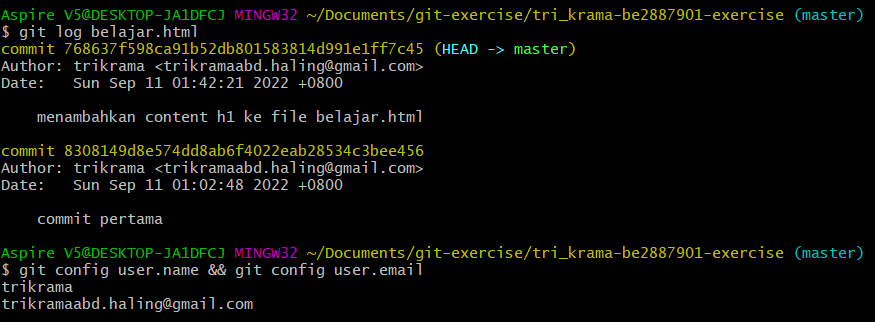 Aspire V5@DESKTOP-JA1DFCJ MINGW32 ~/Documents/git-exercise/tri_krama-be2887901-exercise (master)
$ git log belajar.html
commit 768637f598ca91b52db801583814d991e1ff7c45 (HEAD -> master)
Author: trikrama <trikramaabd.haling@gmail.com>
Date:   Sun Sep 11 01:42:21 2022 +0800
    menambahkan content h1 ke file belajar.html
commit 8308149d8e574dd8ab6f4022eab28534c3bee456
Author: trikrama <trikramaabd.haling@gmail.com>
Date:   Sun Sep 11 01:02:48 2022 +0800
    commit pertama
Aspire V5@DESKTOP-JA1DFCJ MINGW32 ~/Documents/git-exercise/tri_krama-be2887901-exercise (master)
$ git config user.name && git config user.email
trikrama
trikramaabd.haling@gmail.com